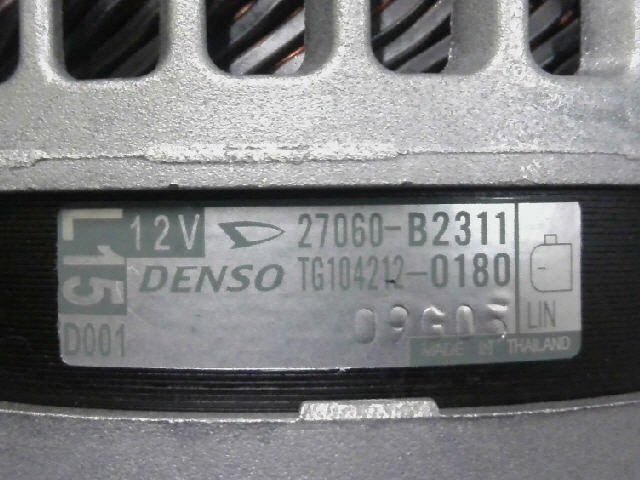 L15
12V 27060-B2311
DENSO TG104212-0180
D001 09G05 LIN
MADE IN THAILAND